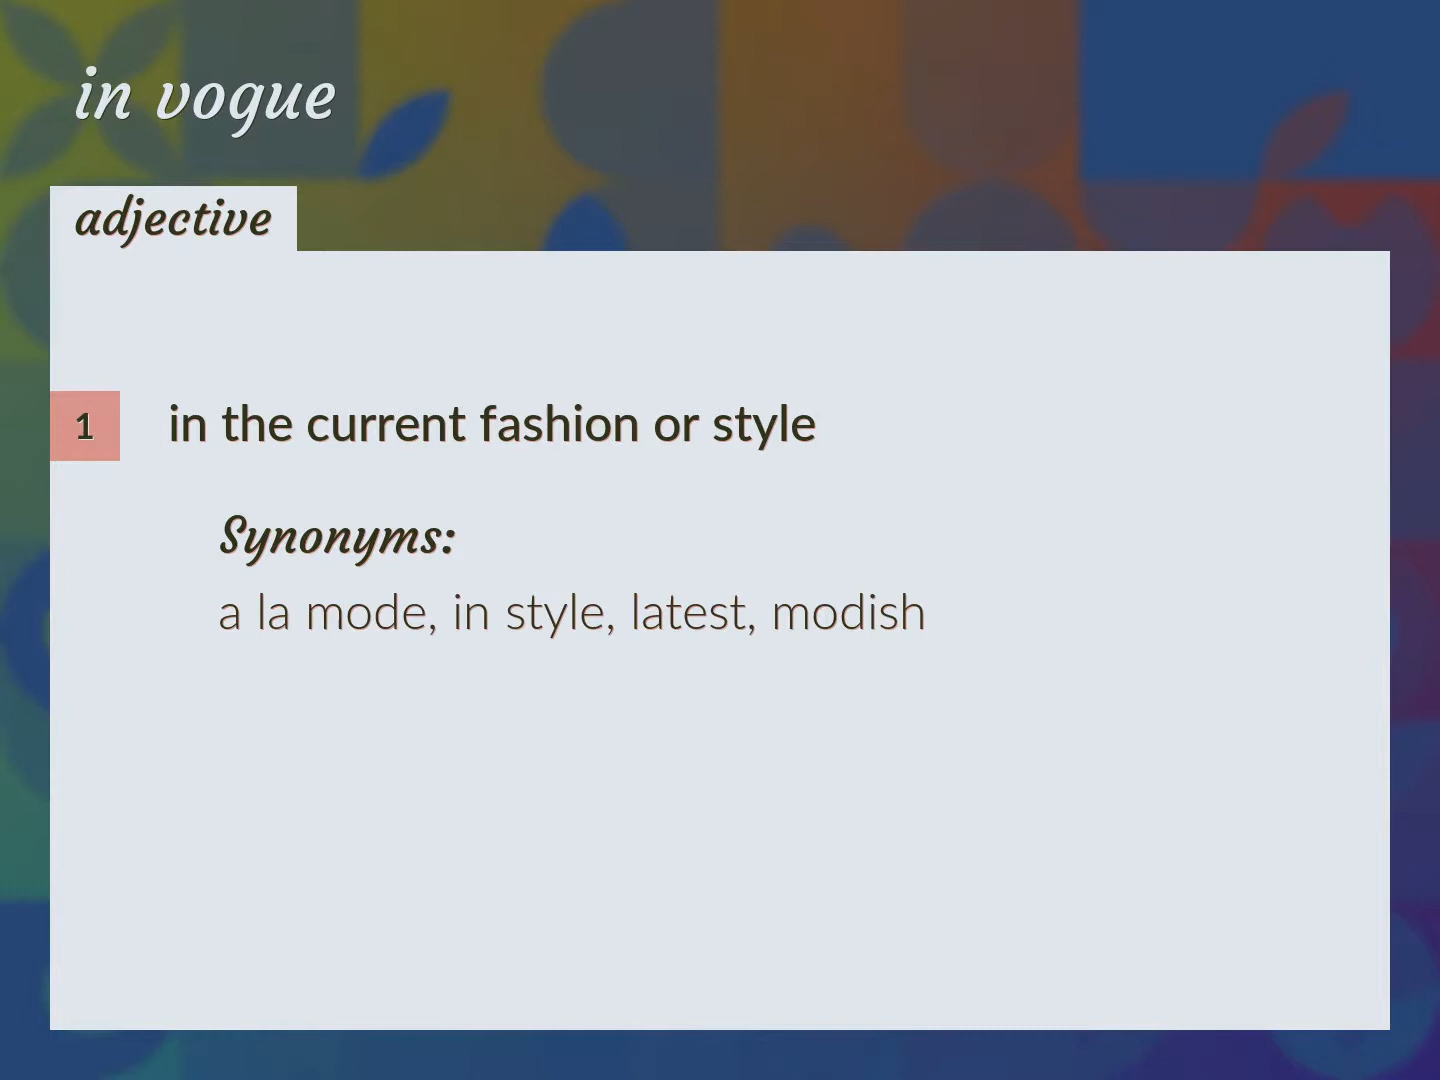 in vogue
adjective
1
in the current fashion or style
Synonyms:
a la mode, in style, latest, modish